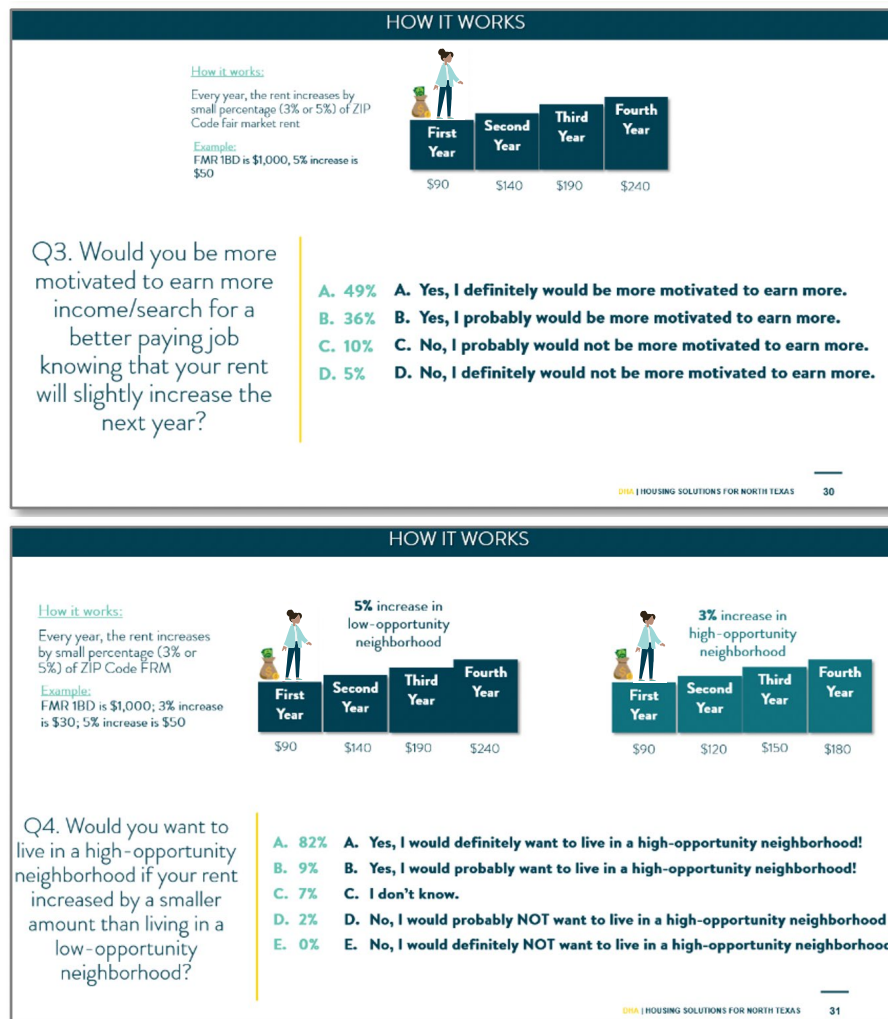 HOW IT WORKS
How it works:
Every year, the rent increases by
small percentage (3% or 5%) of ZIP
Code fair market rent
Example:
FMR 1BD is $1,000, 5% increase is
$50
First
Year
Second
Year
Third
Year
Fourth
Year
$90
$140
$190
$240
Q3. Would you be more
motivated to earn more
income/search for a
better paying job
knowing that your rent
will slightly increase the
next year?
A. 49% A. Yes, I definitely would be more motivated to earn more.
B. 36% B. Yes, I probably would be more motivated to earn more.
C. 10% C. No, I probably would not be more motivated to earn more.
D. 5% D. No, I definitely would not be more motivated to earn more.
DHA | HOUSING SOLUTIONS FOR NORTH TEXAS 30
HOW IT WORKS
How it works:
Every year, the rent increases
by small percentage (3% or
5%) of ZIP Code FRM
Example:
FMR 1BD is $1,000; 3% increase
is $30; 5% increase is $50
5% increase in
low-opportunity
neighborhood
First
Year
Second
Year
Third
Year
Fourth
Year
$90
$140
$190
$240
3% increase in
high-opportunity
neighborhood
First
Year
Second
Year
Third
Year
Fourth
Year
$90
$120
$150
$180
Q4. Would you want to
live in a high-opportunity
neighborhood if your rent
increased by a smaller
amount than living in a
low-opportunity
neighborhood?
A. 82% A. Yes, I would definitely want to live in a high-opportunity neighborhood!
B. 9% B. Yes, I would probably want to live in a high-opportunity neighborhood!
C. 7% C. I don't know.
D. 2% D. No, I would probably NOT want to live in a high-opportunity neighborhood
E. 0% E. No, I would definitely NOT want to live in a high-opportunity neighborhood
DHA | HOUSING SOLUTIONS FOR NORTH TEXAS 31